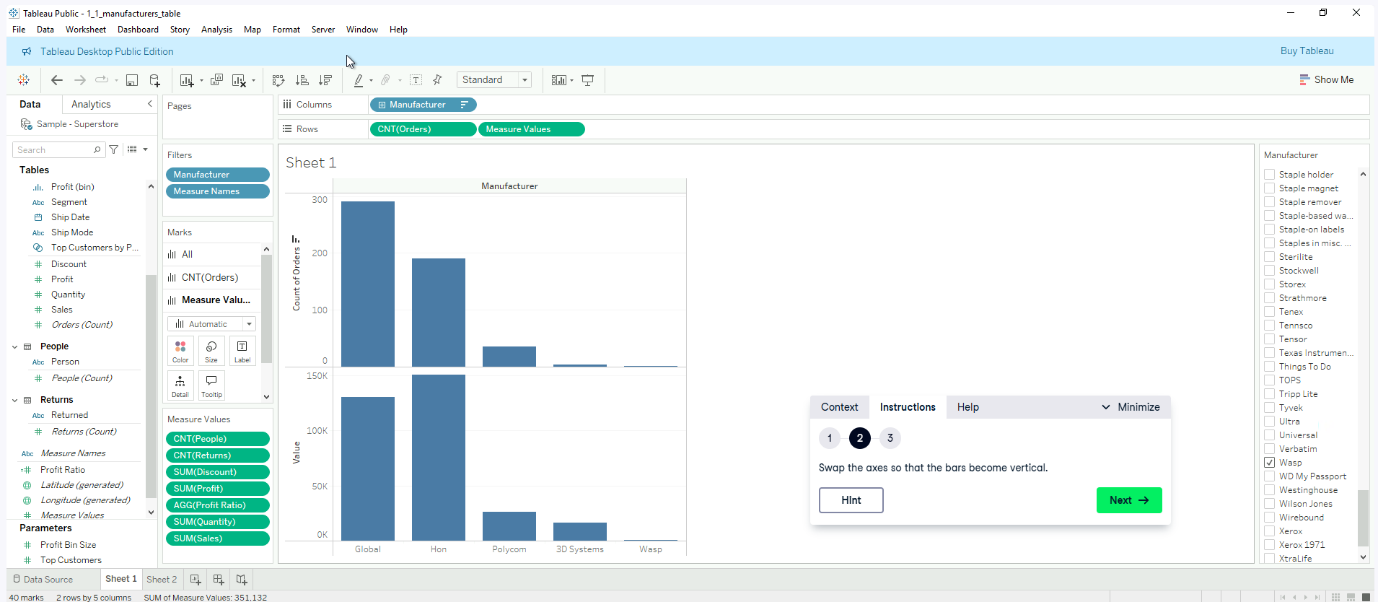 Tableau Public - 1_1_manufacturers_table
File Data Worksheet Dashboard Story Analysis Map Format Server Window Help
Tableau Desktop Public Edition
Buy Tableau
Standard
Show Me
Data
Analytics
Sample - Superstore
Search
Tables
Profit (bin)
Abc Segment
Ship Date
Abc Ship Mode
Top Customers by P...
Discount
Profit
Quantity
Sales
Orders (Count)
People
Abc Person
People (Count)
Returns
Abc Returned
Returns (Count)
Abc Measure Names
Profit Ratio
Latitude (generated)
Longitude (generated)
Measure Values
Parameters
Profit Bin Size
Top Customers
Pages
Filters
Manufacturer
Measure Names
Marks
All
CNT(Orders)
Measure Valu...
Automatic
Color Size Label
Detail Tooltip
Measure Values
CNT(People)
CNT(Returns)
SUM(Discount)
SUM(Profit)
AGG(Profit Ratio)
SUM(Quantity)
SUM(Sales)
Columns
Manufacturer
Rows
CNT(Orders) Measure Values
Sheet 1
Manufacturer
Count of Orders
300
200
100
0
Value
150K
100K
50K
0K
Global Hon Polycom 3D Systems Wasp
Context Instructions Help Minimize
1 2 3
Swap the axes so that the bars become vertical.
Hint
Next →
Manufacturer
Staple holder
Staple magnet
Staple remover
Staple-based wa...
Staple-on labels
Staples in misc. ...
Sterilite
Stockwell
Storex
Strathmore
Tenex
Tennsco
Tensor
Texas Instrumen...
Things To Do
TOPS
Tripp Lite
Tyvek
Ultra
Universal
Verbatim
Wasp
WD My Passport
Westinghouse
Wilson Jones
Wirebound
Xerox
Xerox 1971
XtraLife
Data Source Sheet 1 Sheet 2
40 marks 2 rows by 5 columns SUM of Measure Values: 351,132